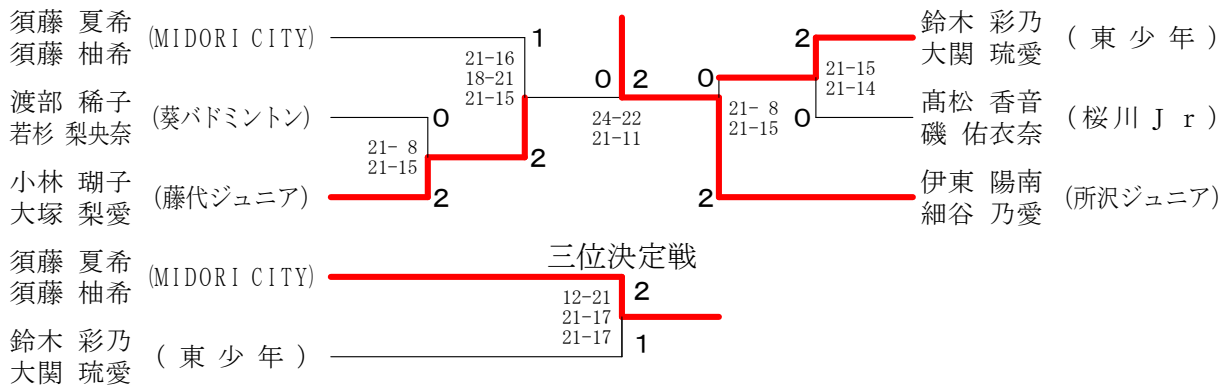 須藤 夏希
須藤 柚希
(MIDORI CITY)
1
21-16
18-21
21-15
渡部 稀子
若杉 梨央奈
(葵バドミントン)
0
21- 8
21-15
2
小林 瑚子
大塚 梨愛
(藤代ジュニア)
2
0 2
24-22
21-11
鈴木 彩乃
大関 琉愛
( 東 少 年 )
2
21-15
21-14
0
21- 8
21-15
髙松 香音
磯 佑衣奈
(桜川 J r )
0
伊東 陽南
細谷 乃愛
(所沢ジュニア)
2
三位決定戦
須藤 夏希
須藤 柚希
(MIDORI CITY)
2
12-21
21-17
21-17
鈴木 彩乃
大関 琉愛
( 東 少 年 )
1